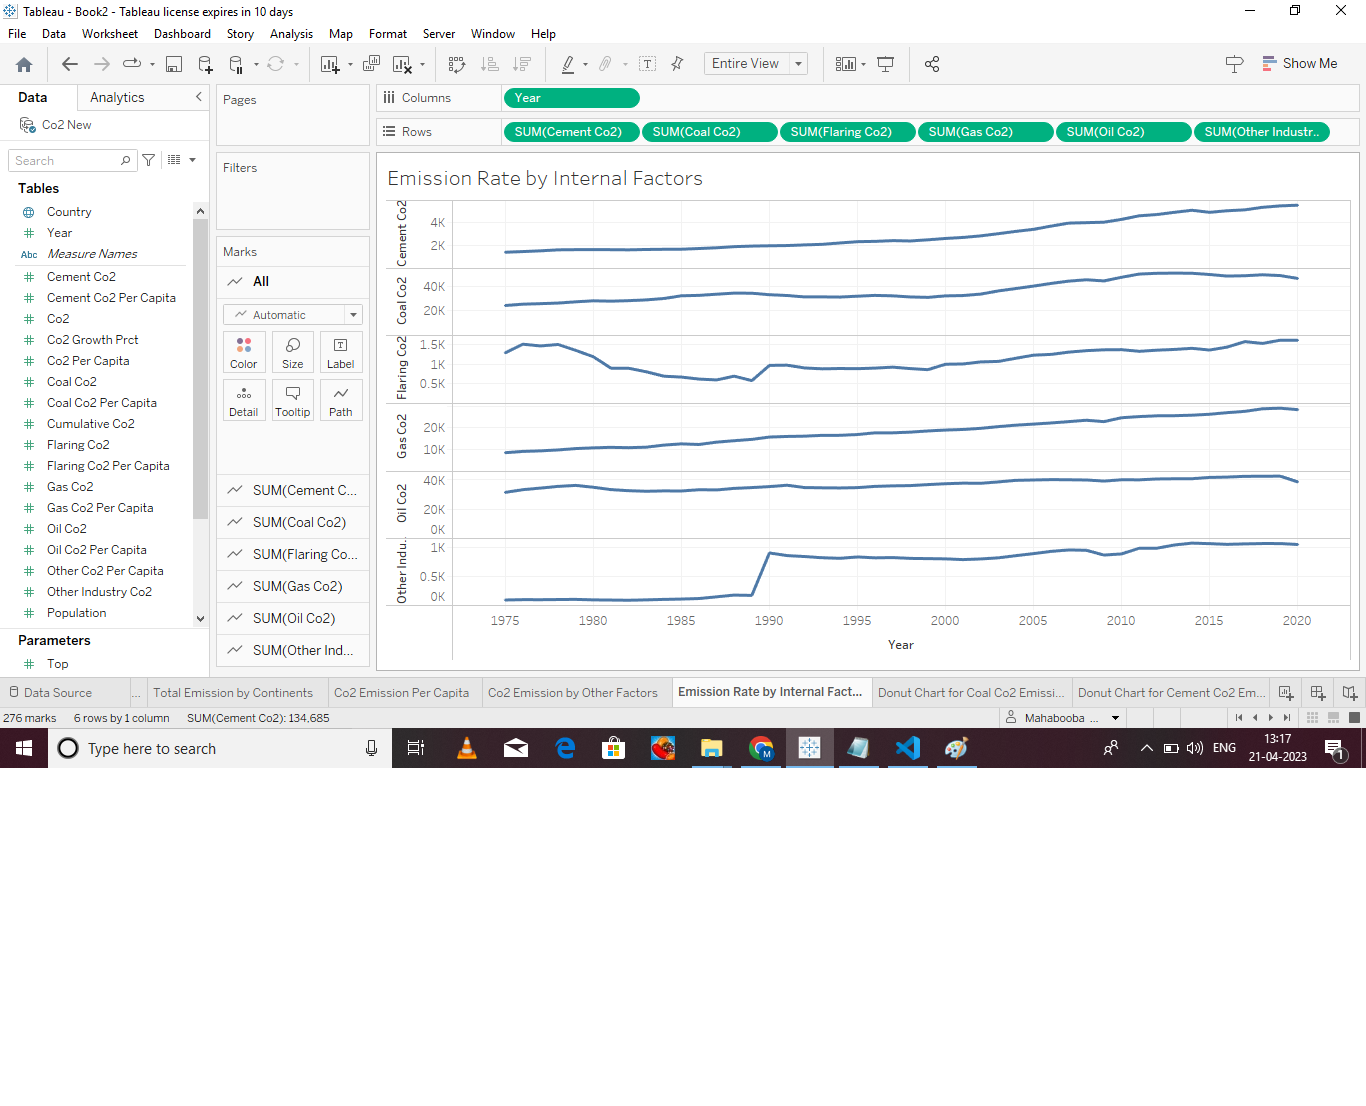 Tableau - Book2 - Tableau license expires in 10 days
File Data Worksheet Dashboard Story Analysis Map Format Server Window Help
Entire View
Show Me
Data Analytics
Co2 New
Search
Tables
Country
Year
Abc Measure Names
Cement Co2
Cement Co2 Per Capita
Co2
Co2 Growth Prct
Co2 Per Capita
Coal Co2
Coal Co2 Per Capita
Cumulative Co2
Flaring Co2
Flaring Co2 Per Capita
Gas Co2
Gas Co2 Per Capita
Oil Co2
Oil Co2 Per Capita
Other Co2 Per Capita
Other Industry Co2
Population
Parameters
Top
Pages
Filters
Marks
All
Automatic
Color Size Label
Detail Tooltip Path
SUM(Cement C...
SUM(Coal Co2)
SUM(Flaring Co...
SUM(Gas Co2)
SUM(Oil Co2)
SUM(Other Ind...
Columns Year
Rows SUM(Cement Co2) SUM(Coal Co2) SUM(Flaring Co2) SUM(Gas Co2) SUM(Oil Co2) SUM(Other Industr..
Emission Rate by Internal Factors
Cement Co2
4K
2K
Coal Co2
40K
20K
Flaring Co2
1.5K
1K
0.5K
Gas Co2
20K
10K
Oil Co2
40K
20K
0K
Other Indu..
1K
0.5K
0K
1975 1980 1985 1990 1995 2000 2005 2010 2015 2020
Year
Data Source ... Total Emission by Continents Co2 Emission Per Capita Co2 Emission by Other Factors Emission Rate by Internal Fact... Donut Chart for Coal Co2 Emissi... Donut Chart for Cement Co2 Em...
276 marks 6 rows by 1 column SUM(Cement Co2): 134,685
Mahabooba ...
Type here to search
ENG
13:17
21-04-2023
1